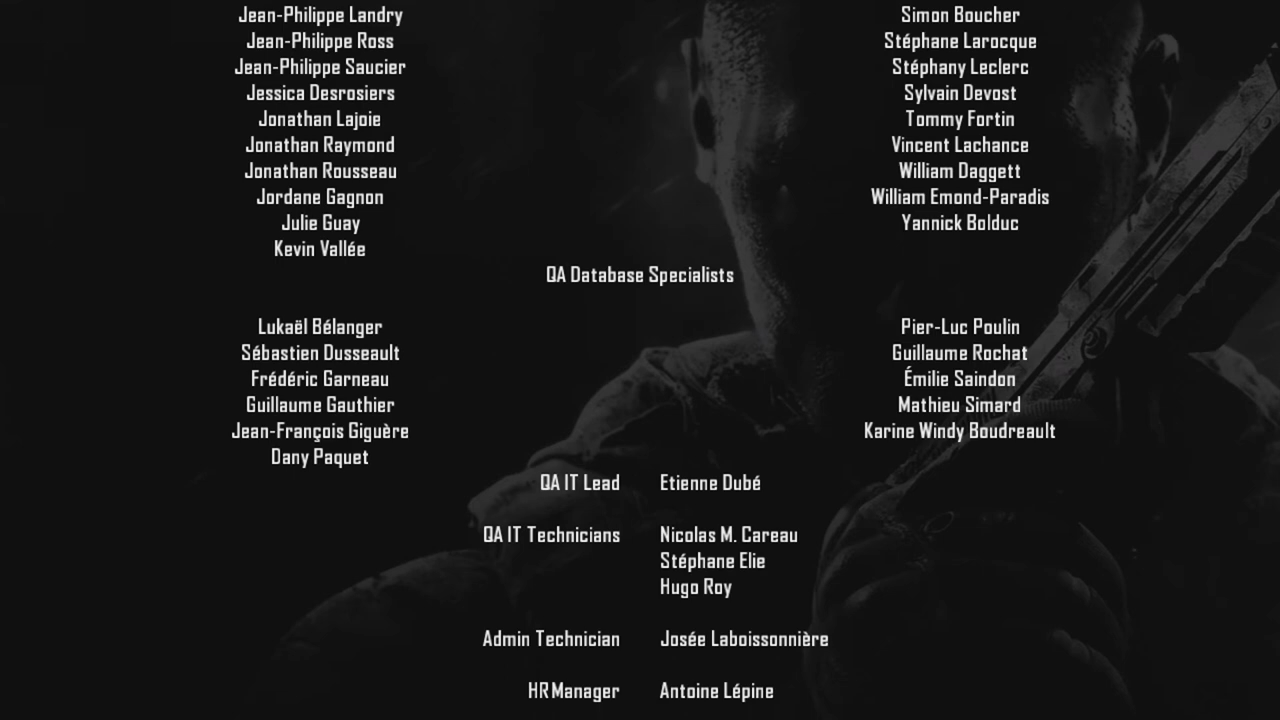 Jean-Philippe Landry
Jean-Philippe Ross
Jean-Philippe Saucier
Jessica Desrosiers
Jonathan Lajoie
Jonathan Raymond
Jonathan Rousseau
Jordane Gagnon
Julie Guay
Kevin Vallée
Simon Boucher
Stéphane Larocque
Stéphany Leclerc
Sylvain Devost
Tommy Fortin
Vincent Lachance
William Daggett
William Emond-Paradis
Yannick Bolduc
QA Database Specialists
Lukaël Bélanger
Sébastien Dusseault
Frédéric Garneau
Guillaume Gauthier
Jean-François Giguère
Dany Paquet
Pier-Luc Poulin
Guillaume Rochat
Émilie Saindon
Mathieu Simard
Karine Windy Boudreault
QA IT Lead Etienne Dubé
QA IT Technicians Nicolas M. Careau
Stéphane Elie
Hugo Roy
Admin Technician Josée Laboissonnière
HR Manager Antoine Lépine